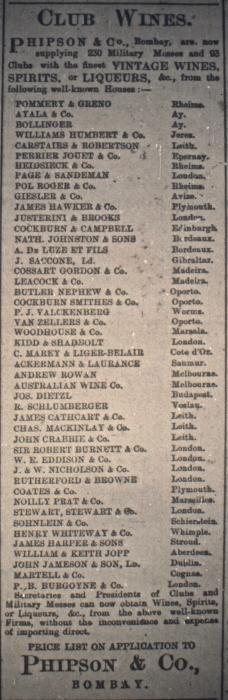 CLUB WINES.
PHIPSON & Co., Bombay, are now
supplying 230 Military Messes and 93
Clubs with the finest VINTAGE WINES,
SPIRITS, or LIQUEURS, &c., from the
following well-known Houses :—
POMMERY & GRENO Rheims.
AYALA & Co. Ay.
BOLLINGER Ay.
WILLIAMS HUMBERT & Co. Jerez.
CARSTAIRS & ROBERTSON Leith.
PERRIER JOUET & Co. Epernay.
HEIDSIECK & Co. Rheims.
PAGE & SANDEMAN London.
POL ROGER & Co. Rheims.
GIESLER & Co. Avize.
JAMES HAWKER & Co. Plymouth.
JUSTERINI & BROOKS London.
COCKBURN & CAMPBELL Edinburgh
NATH. JOHNSTON & SONS Bordeaux.
A. DE LUZE ET FILS Bordeaux.
J. SACCONE, Ld. Gibraltar.
COSSART GORDON & Co. Madeira.
LEACOCK & Co. Madeira.
BUTLER NEPHEW & Co. Oporto.
COCKBURN SMITHES & Co. Oporto.
P. J. VALCKENBERG Worms.
VAN ZELLERS & Co. Oporto.
WOODHOUSE & Co. Marsala.
KIDD & SHADBOLT London.
C. MAREY & LIGER-BELAIR Cote d'Or.
ACKERMANN & LAURANCE Saumur.
ANDREW ROWAN Melbourne.
AUSTRALIAN WINE Co. Melbourne.
JOS. DIETZL Budapest.
R. SCHLUMBERGER Voslau.
JAMES CATHCART & Co. Leith.
CHAS. MACKINLAY & Co. Leith.
JOHN CRABBIE & Co. Leith.
SIR ROBERT BURNETT & Co. London.
W. E. EDDISON & Co. London.
J. & W. NICHOLSON & Co. London.
RUTHERFORD & BROWNE London.
COATES & Co. Plymouth.
NOILLY PRAT & Co. Marseilles.
STEWART, STEWART & Co. London.
SOHNLEIN & Co. Schierstein.
HENRY WHITEWAY & Co. Whimple.
JAMES HARPER & SONS Stroud.
WILLIAM & KEITH JOPP Aberdeen.
JOHN JAMESON & SON, Ld. Dublin.
MARTELL & Co. Cognac.
P. B. BURGOYNE & Co. London.
Secretaries and Presidents of Clubs and
Military Messes can now obtain Wines, Spirits,
or Liqueurs, &c., from the above well-known
Firms, without the inconvenience and expense
of importing direct.
PRICE LIST ON APPLICATION TO
PHIPSON & Co.,
BOMBAY.